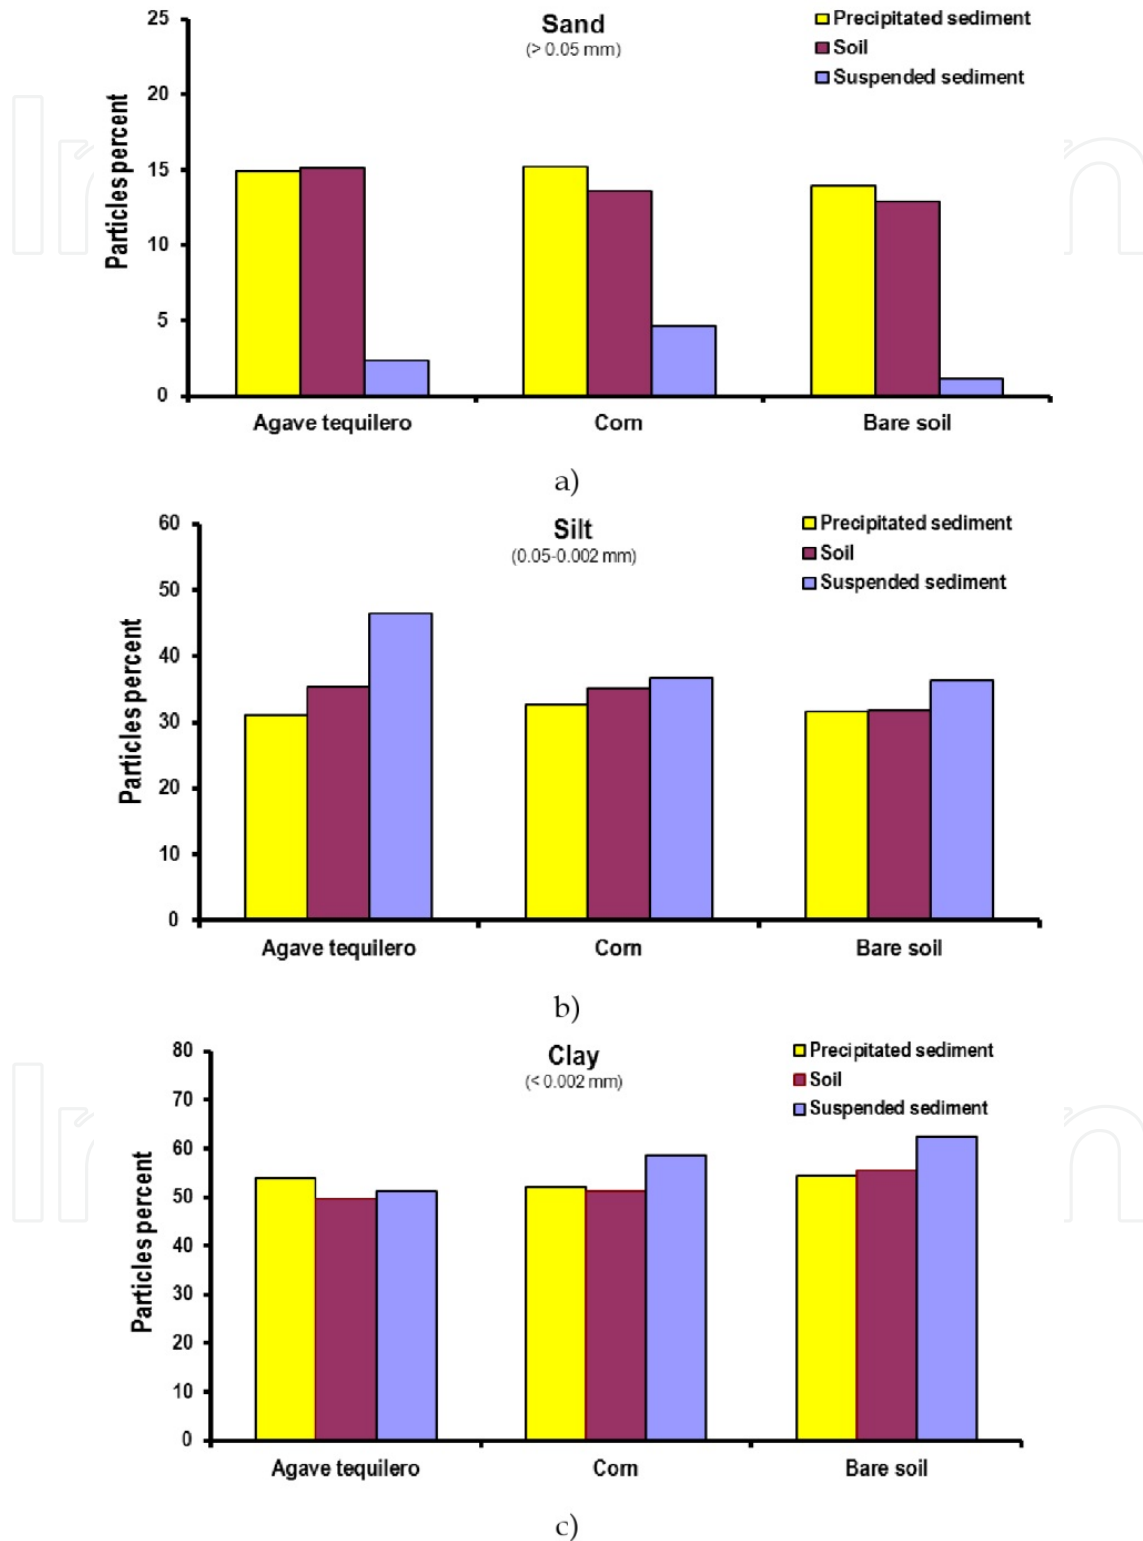 Sand
(> 0.05 mm)
Precipitated sediment
Soil
Suspended sediment
Particles percent
25
20
15
10
5
0
Agave tequilero
Corn
Bare soil
a)
Silt
(0.05-0.002 mm)
Precipitated sediment
Soil
Suspended sediment
Particles percent
60
50
40
30
20
10
0
Agave tequilero
Corn
Bare soil
b)
Clay
(< 0.002 mm)
Precipitated sediment
Soil
Suspended sediment
Particles percent
80
70
60
50
40
30
20
10
0
Agave tequilero
Corn
Bare soil
c)